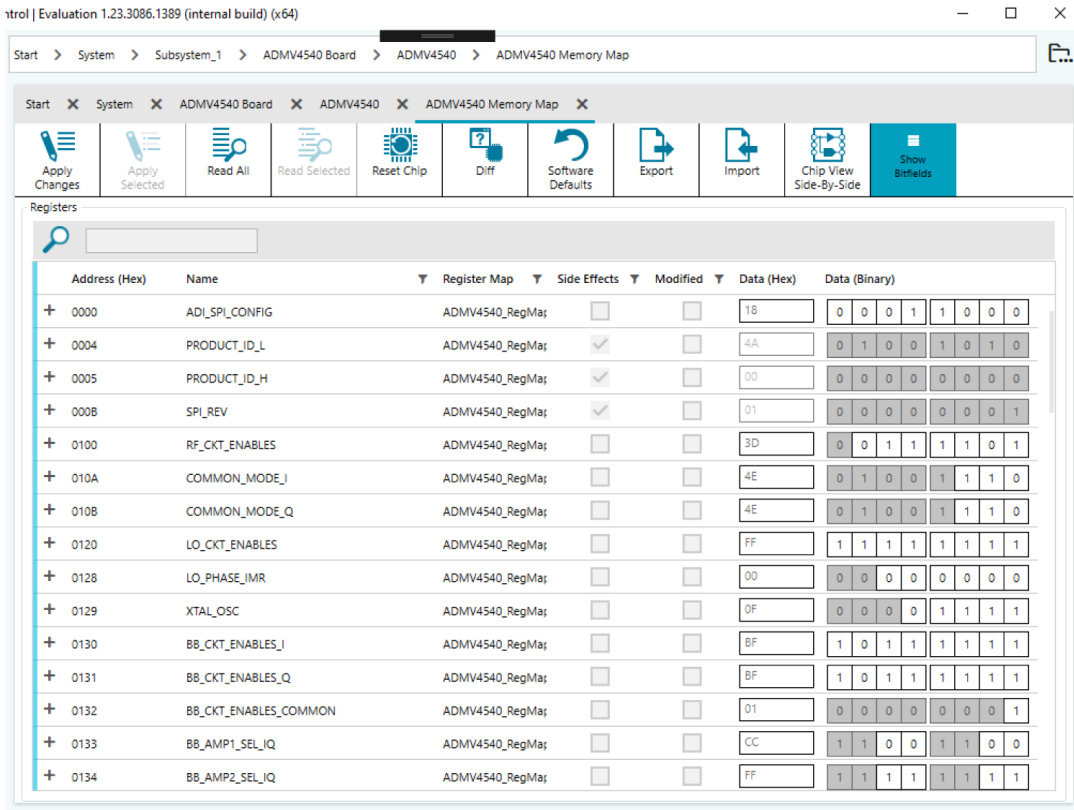 ntrol | Evaluation 1.23.3086.1389 (internal build) (x64)
Start > System > Subsystem_1 > ADMV4540 Board > ADMV4540 > ADMV4540 Memory Map
Start System ADMV4540 Board ADMV4540 ADMV4540 Memory Map
Apply Changes
Apply Selected
Read All
Read Selected
Reset Chip
Diff
Software Defaults
Export
Import
Chip View Side-By-Side
Show Bitfields
Registers
Address (Hex) Name Register Map Side Effects Modified Data (Hex) Data (Binary)
+ 0000 ADI_SPI_CONFIG ADMV4540_RegMap 18 0 0 0 1 1 0 0 0
+ 0004 PRODUCT_ID_L ADMV4540_RegMap 4A 0 1 0 0 1 0 1 0
+ 0005 PRODUCT_ID_H ADMV4540_RegMap 00 0 0 0 0 0 0 0 0
+ 000B SPI_REV ADMV4540_RegMap 01 0 0 0 0 0 0 0 1
+ 0100 RF_CKT_ENABLES ADMV4540_RegMap 3D 0 0 1 1 1 1 0 1
+ 010A COMMON_MODE_I ADMV4540_RegMap 4E 0 1 0 0 1 1 1 0
+ 010B COMMON_MODE_Q ADMV4540_RegMap 4E 0 1 0 0 1 1 1 0
+ 0120 LO_CKT_ENABLES ADMV4540_RegMap FF 1 1 1 1 1 1 1 1
+ 0128 LO_PHASE_IMR ADMV4540_RegMap 00 0 0 0 0 0 0 0 0
+ 0129 XTAL_OSC ADMV4540_RegMap 0F 0 0 0 0 1 1 1 1
+ 0130 BB_CKT_ENABLES_I ADMV4540_RegMap BF 1 0 1 1 1 1 1 1
+ 0131 BB_CKT_ENABLES_Q ADMV4540_RegMap BF 1 0 1 1 1 1 1 1
+ 0132 BB_CKT_ENABLES_COMMON ADMV4540_RegMap 01 0 0 0 0 0 0 0 1
+ 0133 BB_AMP1_SEL_IQ ADMV4540_RegMap CC 1 1 0 0 1 1 0 0
+ 0134 BB_AMP2_SEL_IQ ADMV4540_RegMap FF 1 1 1 1 1 1 1 1